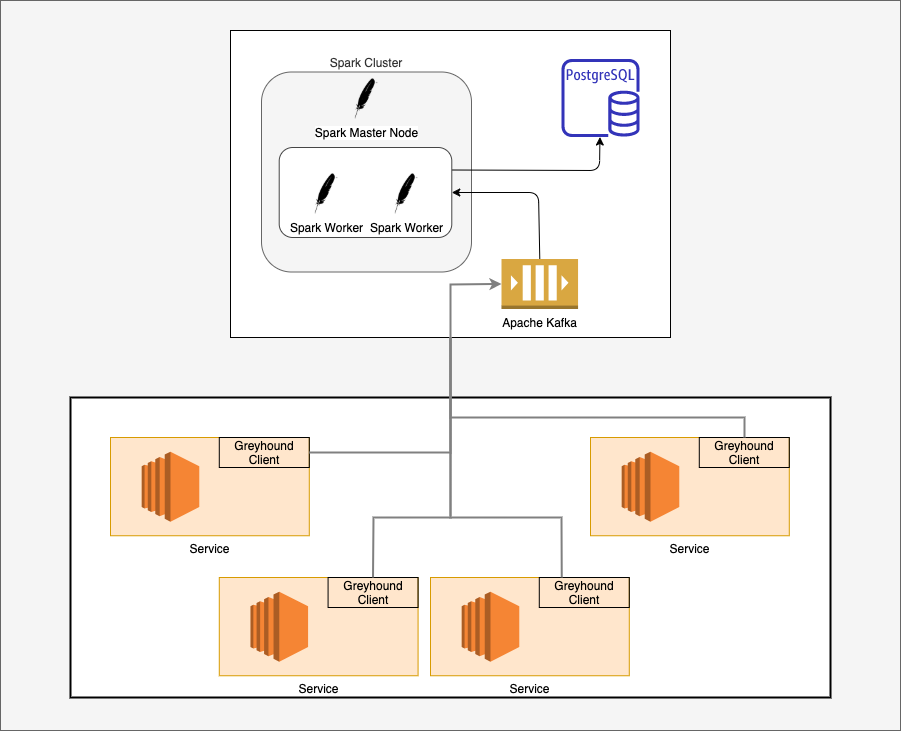 Spark Cluster
PostgreSQL
Spark Master Node
Spark Worker
Spark Worker
Apache Kafka
Greyhound
Client
Greyhound
Client
Service
Service
Greyhound
Client
Greyhound
Client
Service
Service